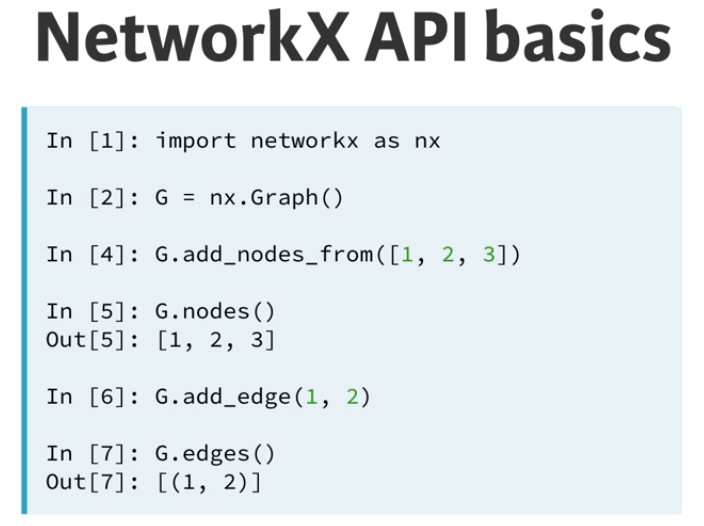 NetworkX API basics
In [1]: import networkx as nx
In [2]: G = nx.Graph()
In [4]: G.add_nodes_from([1, 2, 3])
In [5]: G.nodes()
Out[5]: [1, 2, 3]
In [6]: G.add_edge(1, 2)
In [7]: G.edges()
Out[7]: [(1, 2)]